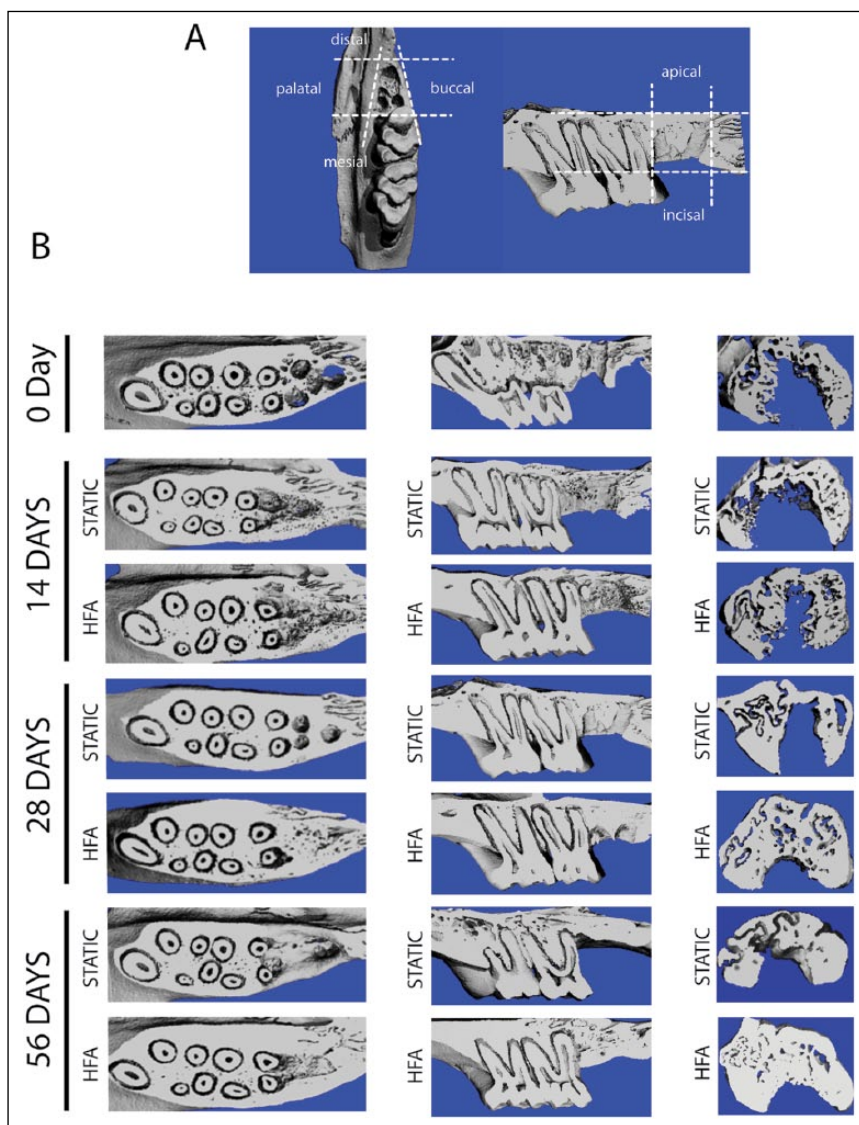 A
distal
palatal
buccal
mesial
apical
incisal
B
0 Day
14 DAYS
STATIC
STATIC
STATIC
HFA
HFA
HFA
28 DAYS
STATIC
STATIC
STATIC
HFA
HFA
HFA
56 DAYS
STATIC
STATIC
STATIC
HFA
HFA
HFA